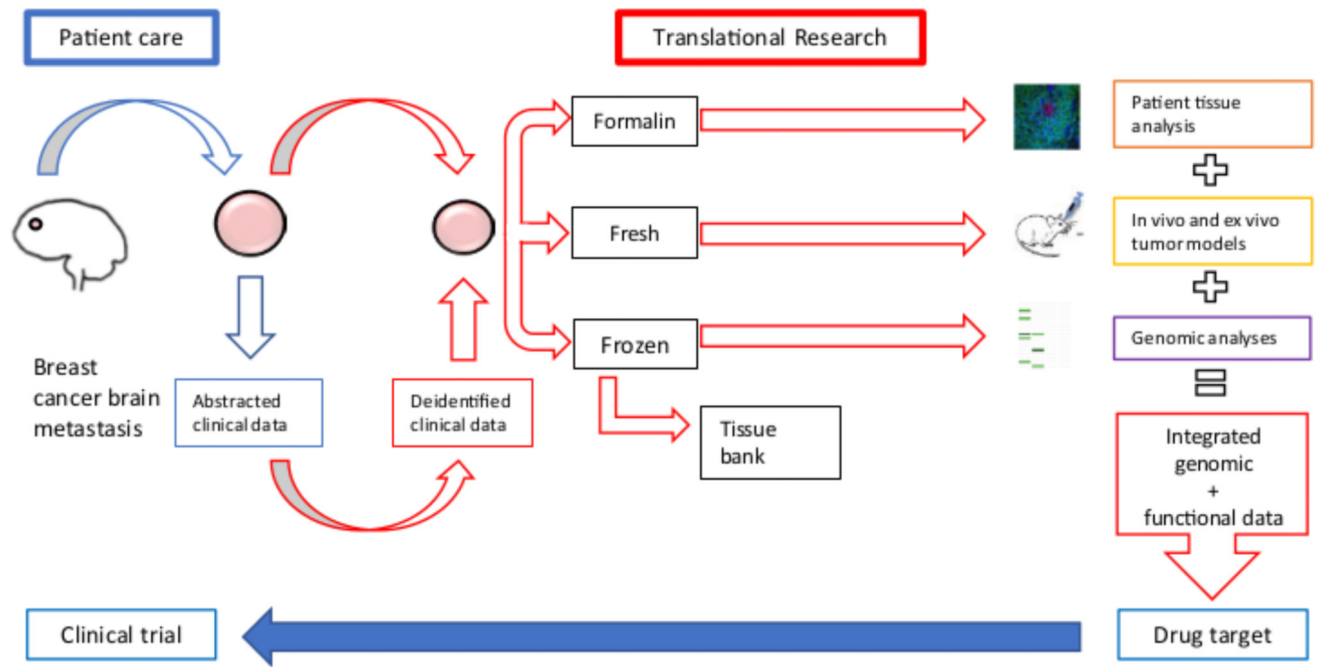 Patient care
Translational Research
Formalin
Patient tissue
analysis
Fresh
In vivo and ex vivo
tumor models
Frozen
Genomic analyses
Breast
cancer brain
metastasis
Abstracted
clinical data
Deidentified
clinical data
Tissue
bank
Integrated
genomic
+
functional data
Clinical trial
Drug target